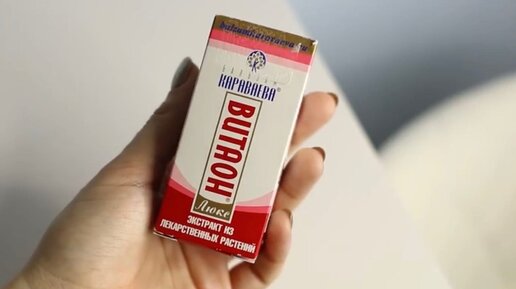 КАРАВАЕВА®
ВИТАОН®
Люкс
ЭКСТРАКТ ИЗ
ЛЕКАРСТВЕННЫХ РАСТЕНИЙ